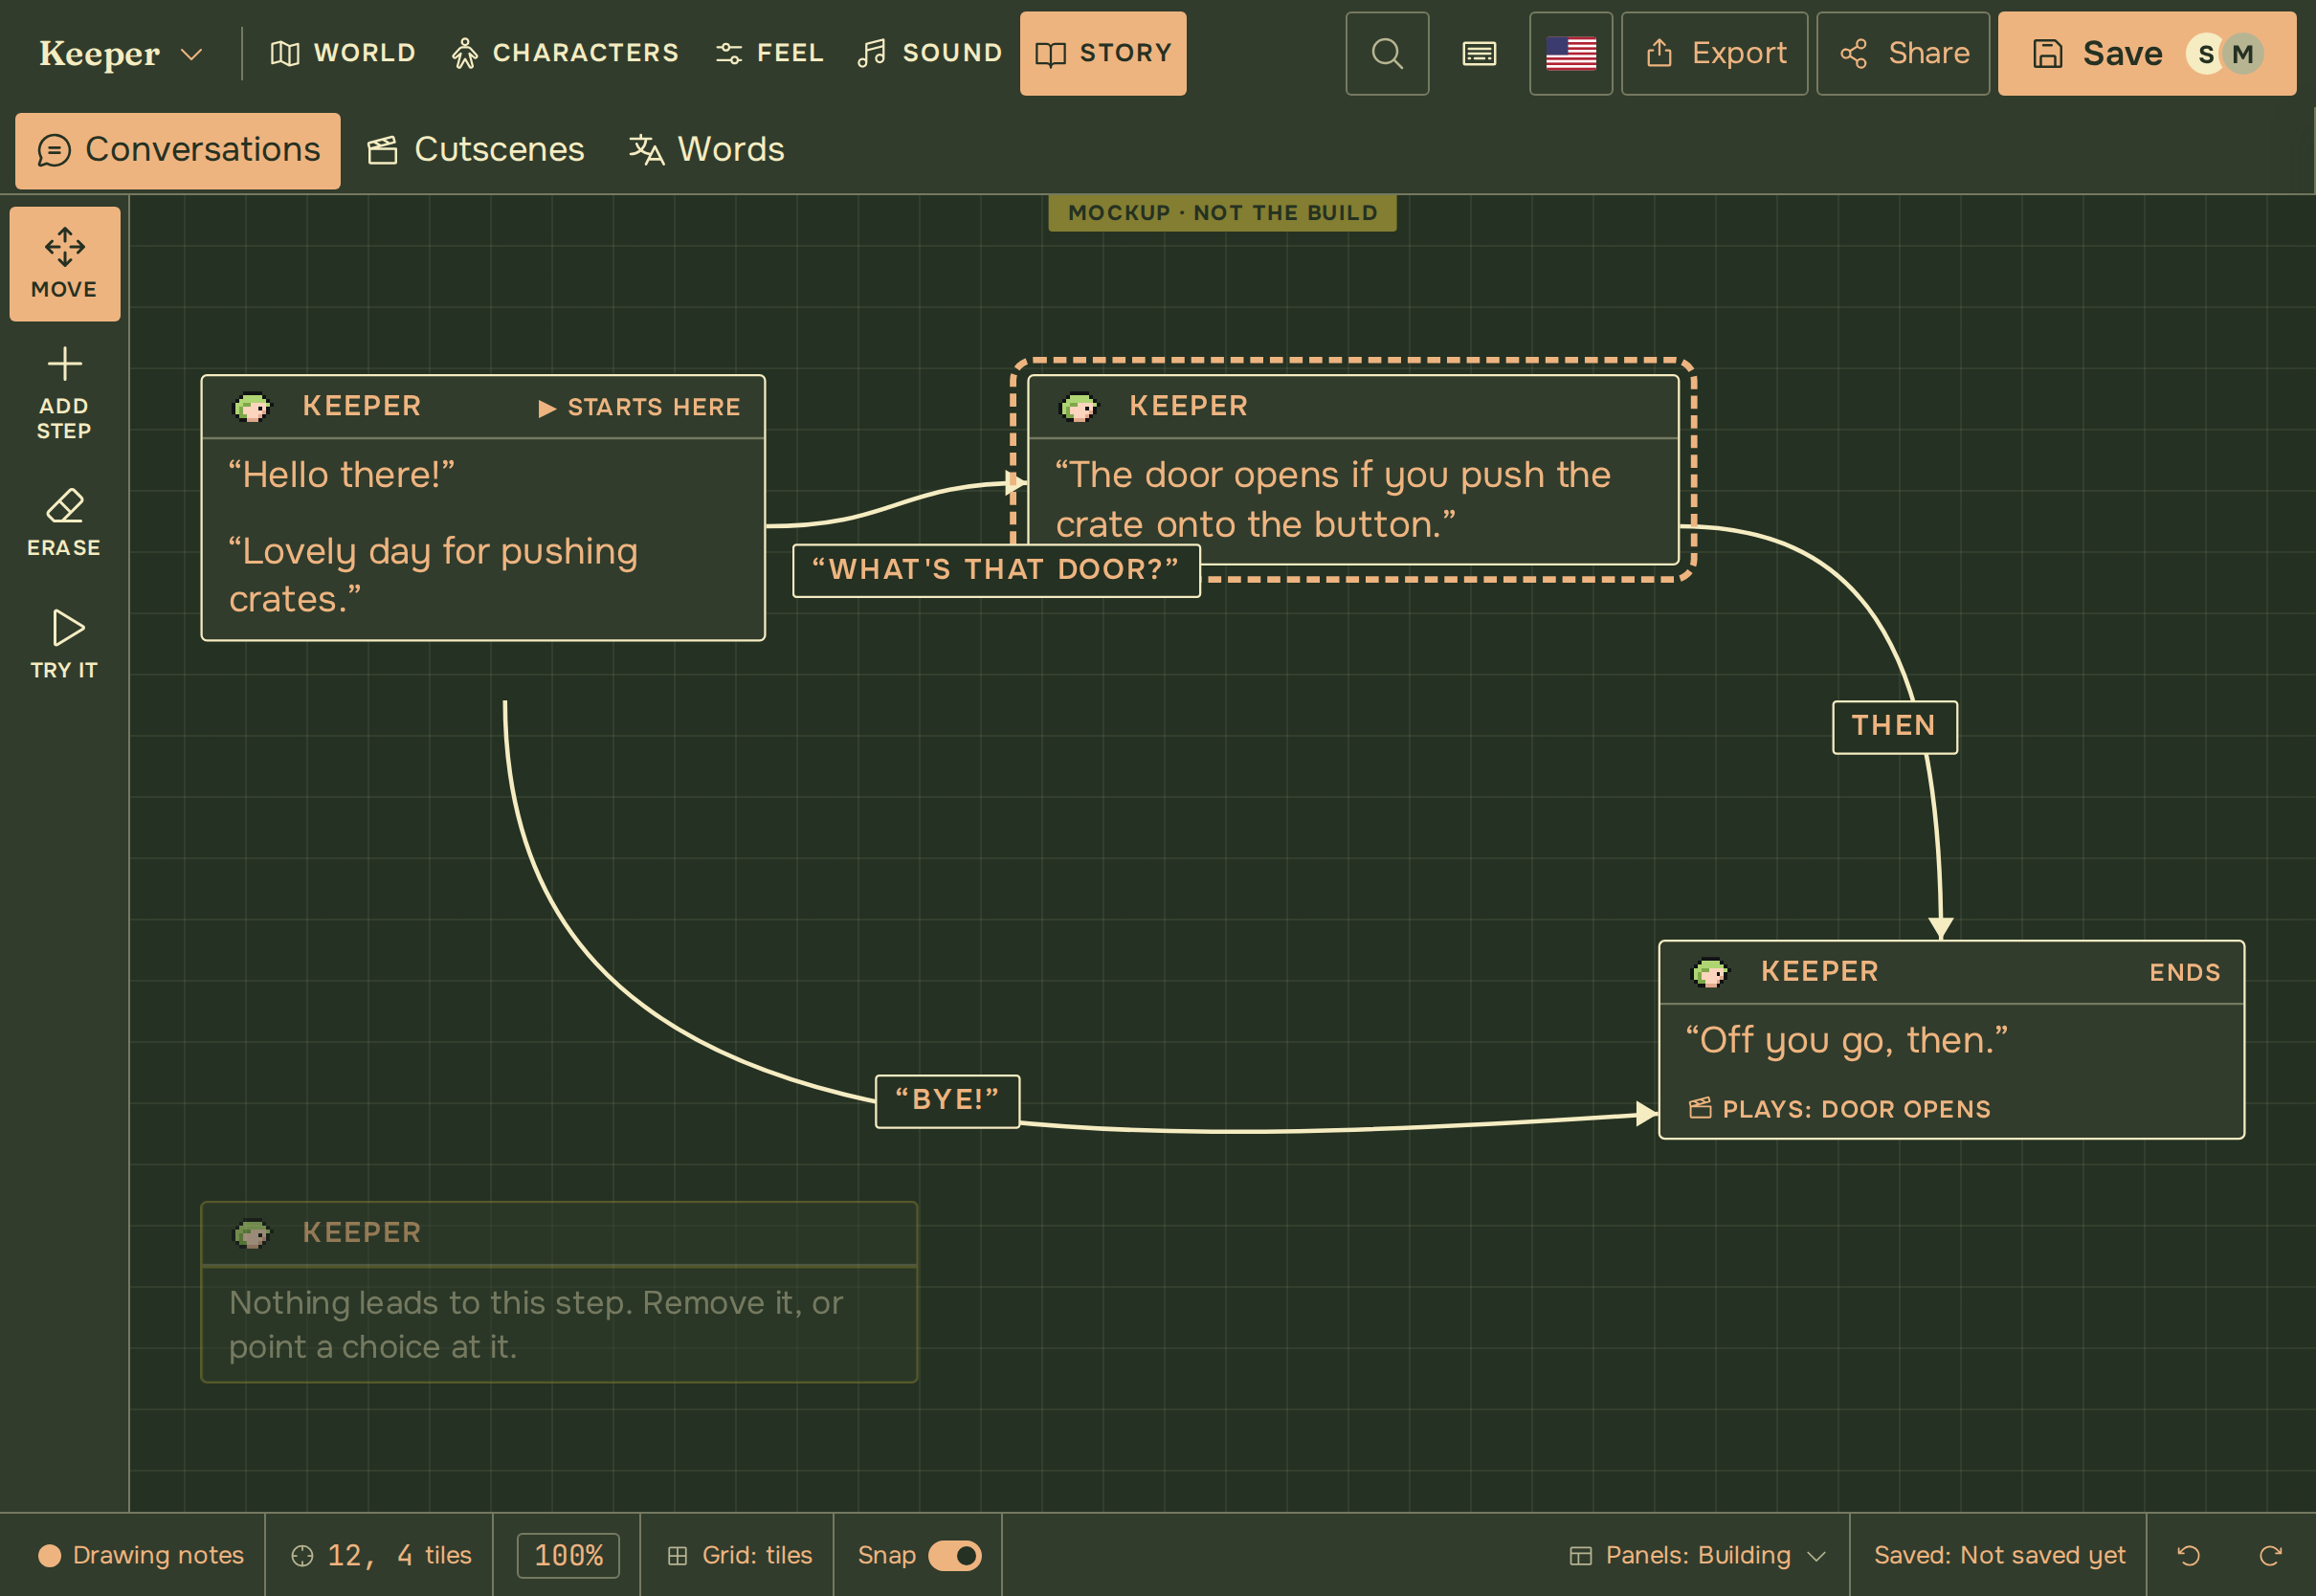 Keeper
WORLD
CHARACTERS
FEEL
SOUND
STORY
Export
Share
Save
S
M
Conversations
Cutscenes
Words
MOCKUP · NOT THE BUILD
MOVE
ADD
STEP
ERASE
TRY IT
KEEPER
▶ STARTS HERE
“Hello there!”
“Lovely day for pushing
crates.”
KEEPER
“The door opens if you push the
crate onto the button.”
“WHAT'S THAT DOOR?”
THEN
“BYE!”
KEEPER
ENDS
“Off you go, then.”
PLAYS: DOOR OPENS
KEEPER
Nothing leads to this step. Remove it, or
point a choice at it.
Drawing notes
12, 4 tiles
100%
Grid: tiles
Snap
Panels: Building
Saved: Not saved yet